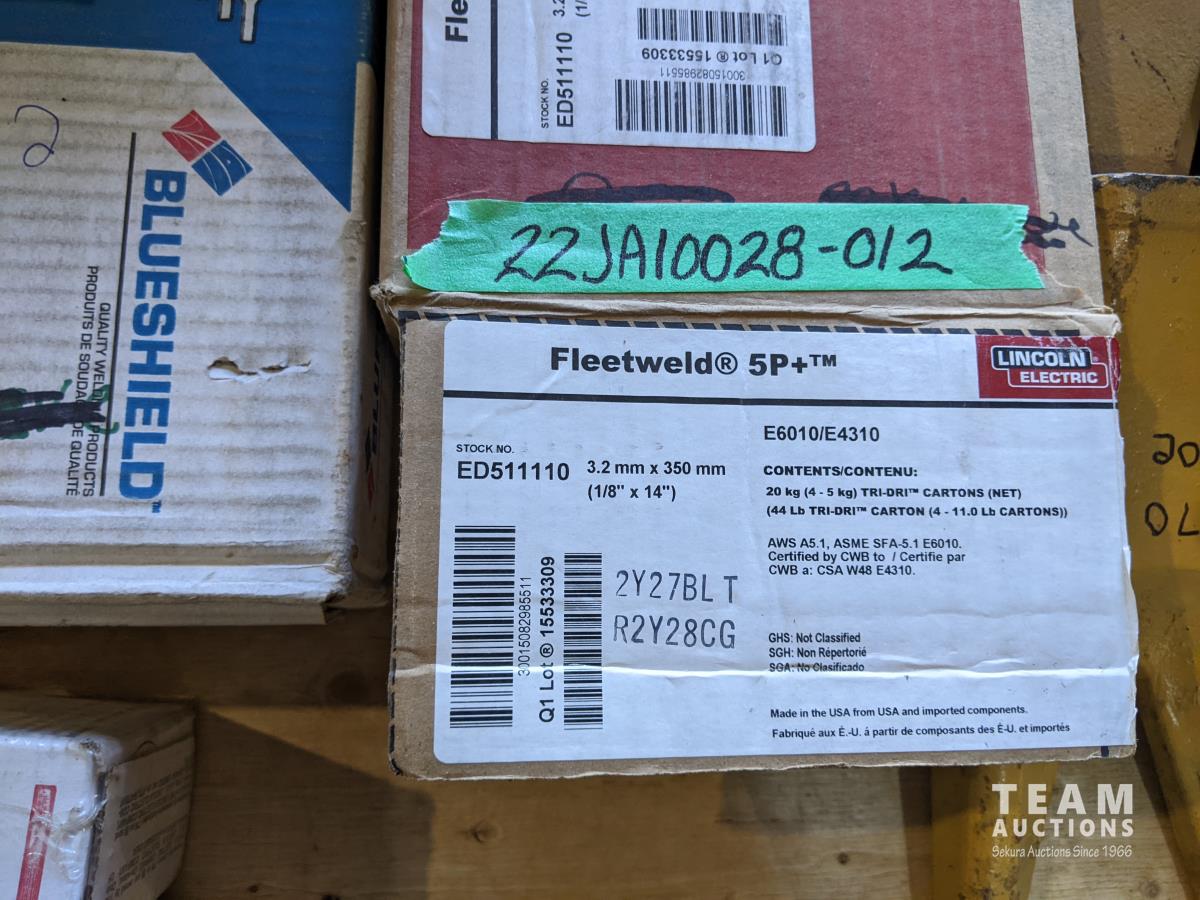 Fle
STOCK NO.
ED511110
3.2
(1/
Q1 Lot ® 15533309
30015082985511
22JA10028-012
2
BLUESHIELD™
QUALITY WELDING PRODUCTS
PRODUITS DE SOUDAGE DE QUALITÉ
Fleetweld® 5P+™
LINCOLN®
ELECTRIC
E6010/E4310
STOCK NO.
ED511110
3.2 mm x 350 mm
(1/8" x 14")
CONTENTS/CONTENU:
20 kg (4 - 5 kg) TRI-DRI™ CARTONS (NET)
(44 Lb TRI-DRI™ CARTON (4 - 11.0 Lb CARTONS))
AWS A5.1, ASME SFA-5.1 E6010.
Certified by CWB to / Certifie par
CWB a: CSA W48 E4310.
30015082985511
Q1 Lot ® 15533309
2Y27BLT
R2Y28CG
GHS: Not Classified
SGH: Non Répertorié
SGA: No Clasificado
Made in the USA from USA and imported components.
Fabriqué aux É.-U. á partir de composants des É-U. et importés
TEAM
AUCTIONS
Sekura Auctions Since 1966